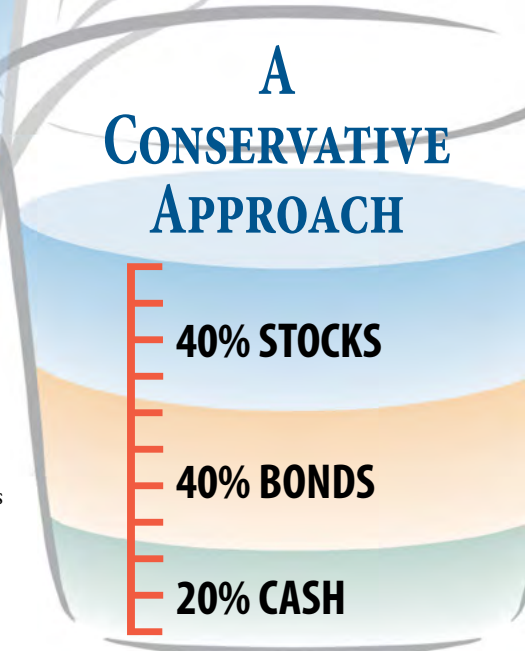 A
CONSERVATIVE
APPROACH
40% STOCKS
40% BONDS
s
20% CASH